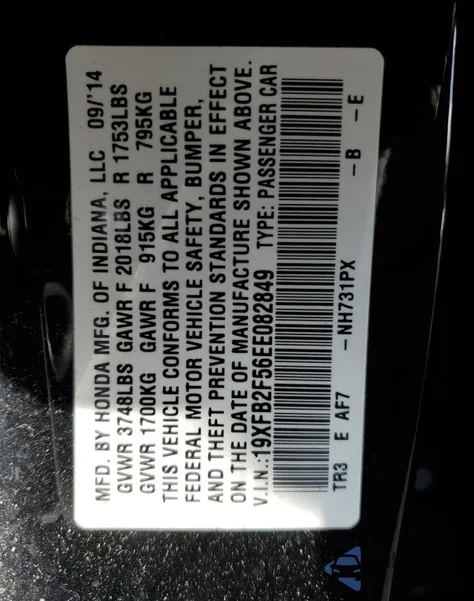 MFD. BY HONDA MFG. OF INDIANA, LLC 09/'14
GVWR 3748LBS GAWR F 2018LBS R 1753LBS
GVWR 1700KG GAWR F 915KG R 795KG
THIS VEHICLE CONFORMS TO ALL APPLICABLE
FEDERAL MOTOR VEHICLE SAFETY, BUMPER,
AND THEFT PREVENTION STANDARDS IN EFFECT
ON THE DATE OF MANUFACTURE SHOWN ABOVE.
V.I.N.:19XFB2F56EE082849 TYPE: PASSENGER CAR
TR3 E AF7 -NH731PX -B -E